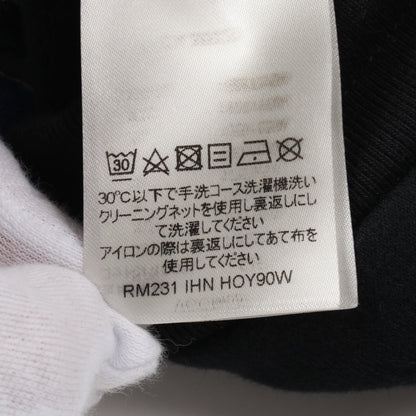 30
30℃以下で手洗コース洗濯機洗い
クリーニングネットを使用し裏返しにし
て洗濯してください
アイロンの際は裏返しにしてあて布を
使用してください
RM231 IHN HOY90W